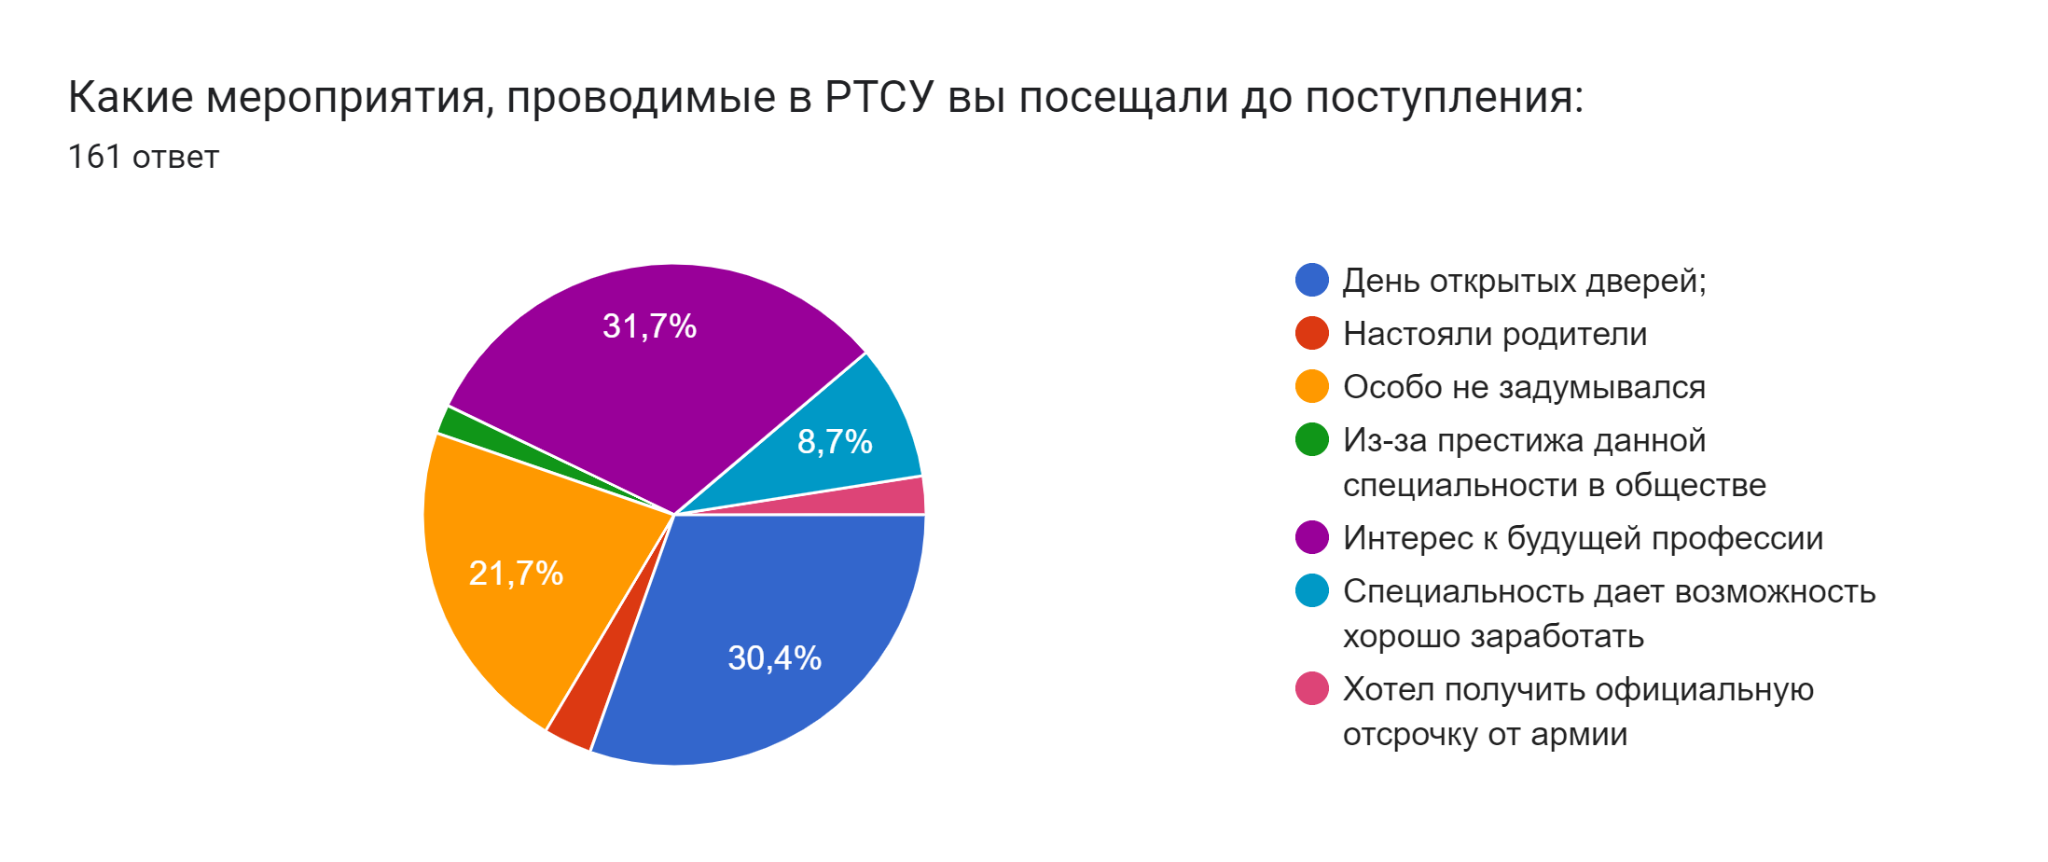 Какие мероприятия, проводимые в РТСУ вы посещали до поступления:
161 ответ
31,7%
8,7%
21,7%
30,4%
День открытых дверей;
Настояли родители
Особо не задумывался
Из-за престижа данной
специальности в обществе
Интерес к будущей профессии
Специальность дает возможность
хорошо заработать
Хотел получить официальную
отсрочку от армии